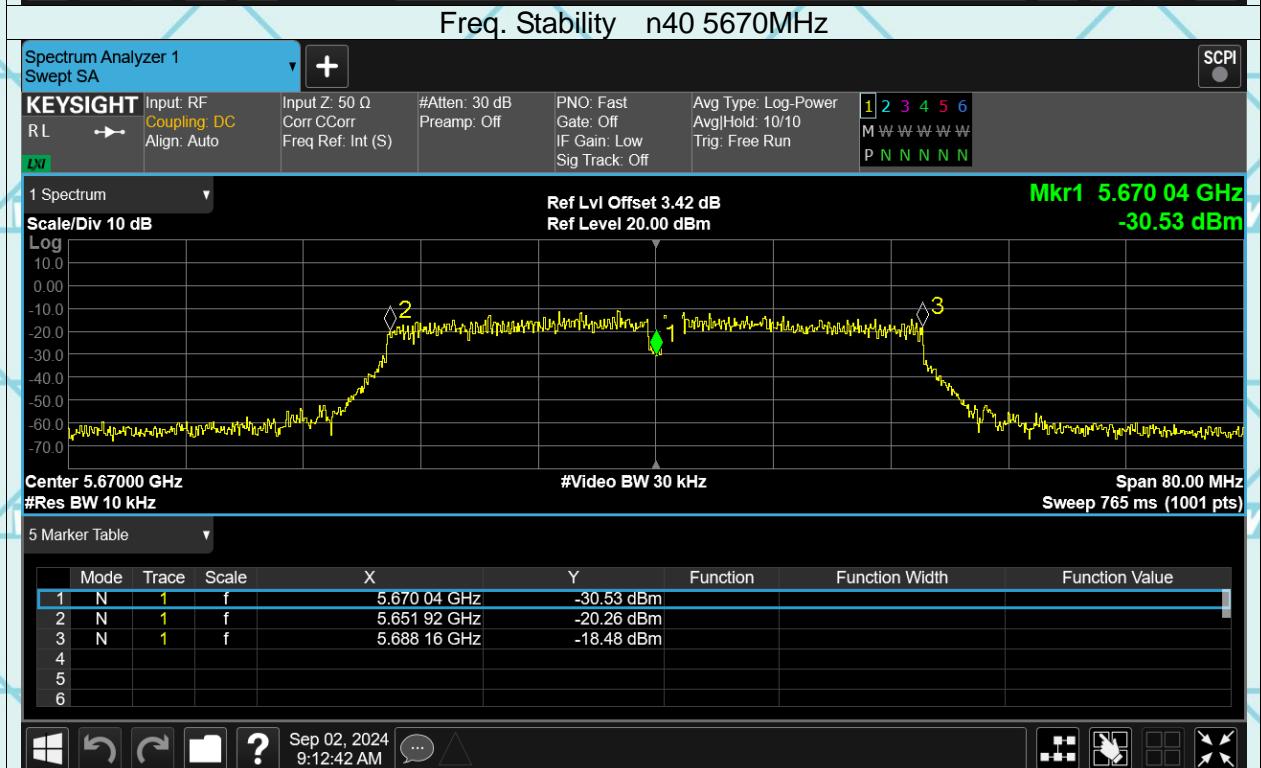 Freq. Stability n40 5670MHz
Spectrum Analyzer 1
Swept SA
+
SCPI
KEYSIGHT
R L
LXI
Input: RF
Coupling: DC
Align: Auto
Input Z: 50 Ω
Corr CCorr
Freq Ref: Int (S)
#Atten: 30 dB
Preamp: Off
PNO: Fast
Gate: Off
IF Gain: Low
Sig Track: Off
Avg Type: Log-Power
Avg|Hold: 10/10
Trig: Free Run
1 2 3 4 5 6
M W W W W W
P N N N N N
1 Spectrum
Scale/Div 10 dB
Ref Lvl Offset 3.42 dB
Ref Level 20.00 dBm
Mkr1 5.670 04 GHz
-30.53 dBm
Log
10.0
0.00
-10.0
-20.0
-30.0
-40.0
-50.0
-60.0
-70.0
2
1
3
Center 5.67000 GHz
#Video BW 30 kHz
Span 80.00 MHz
#Res BW 10 kHz
Sweep 765 ms (1001 pts)
5 Marker Table
Mode Trace Scale X Y Function Function Width Function Value
1 N 1 f 5.670 04 GHz -30.53 dBm
2 N 1 f 5.651 92 GHz -20.26 dBm
3 N 1 f 5.688 16 GHz -18.48 dBm
4
5
6
?
Sep 02, 2024
9:12:42 AM